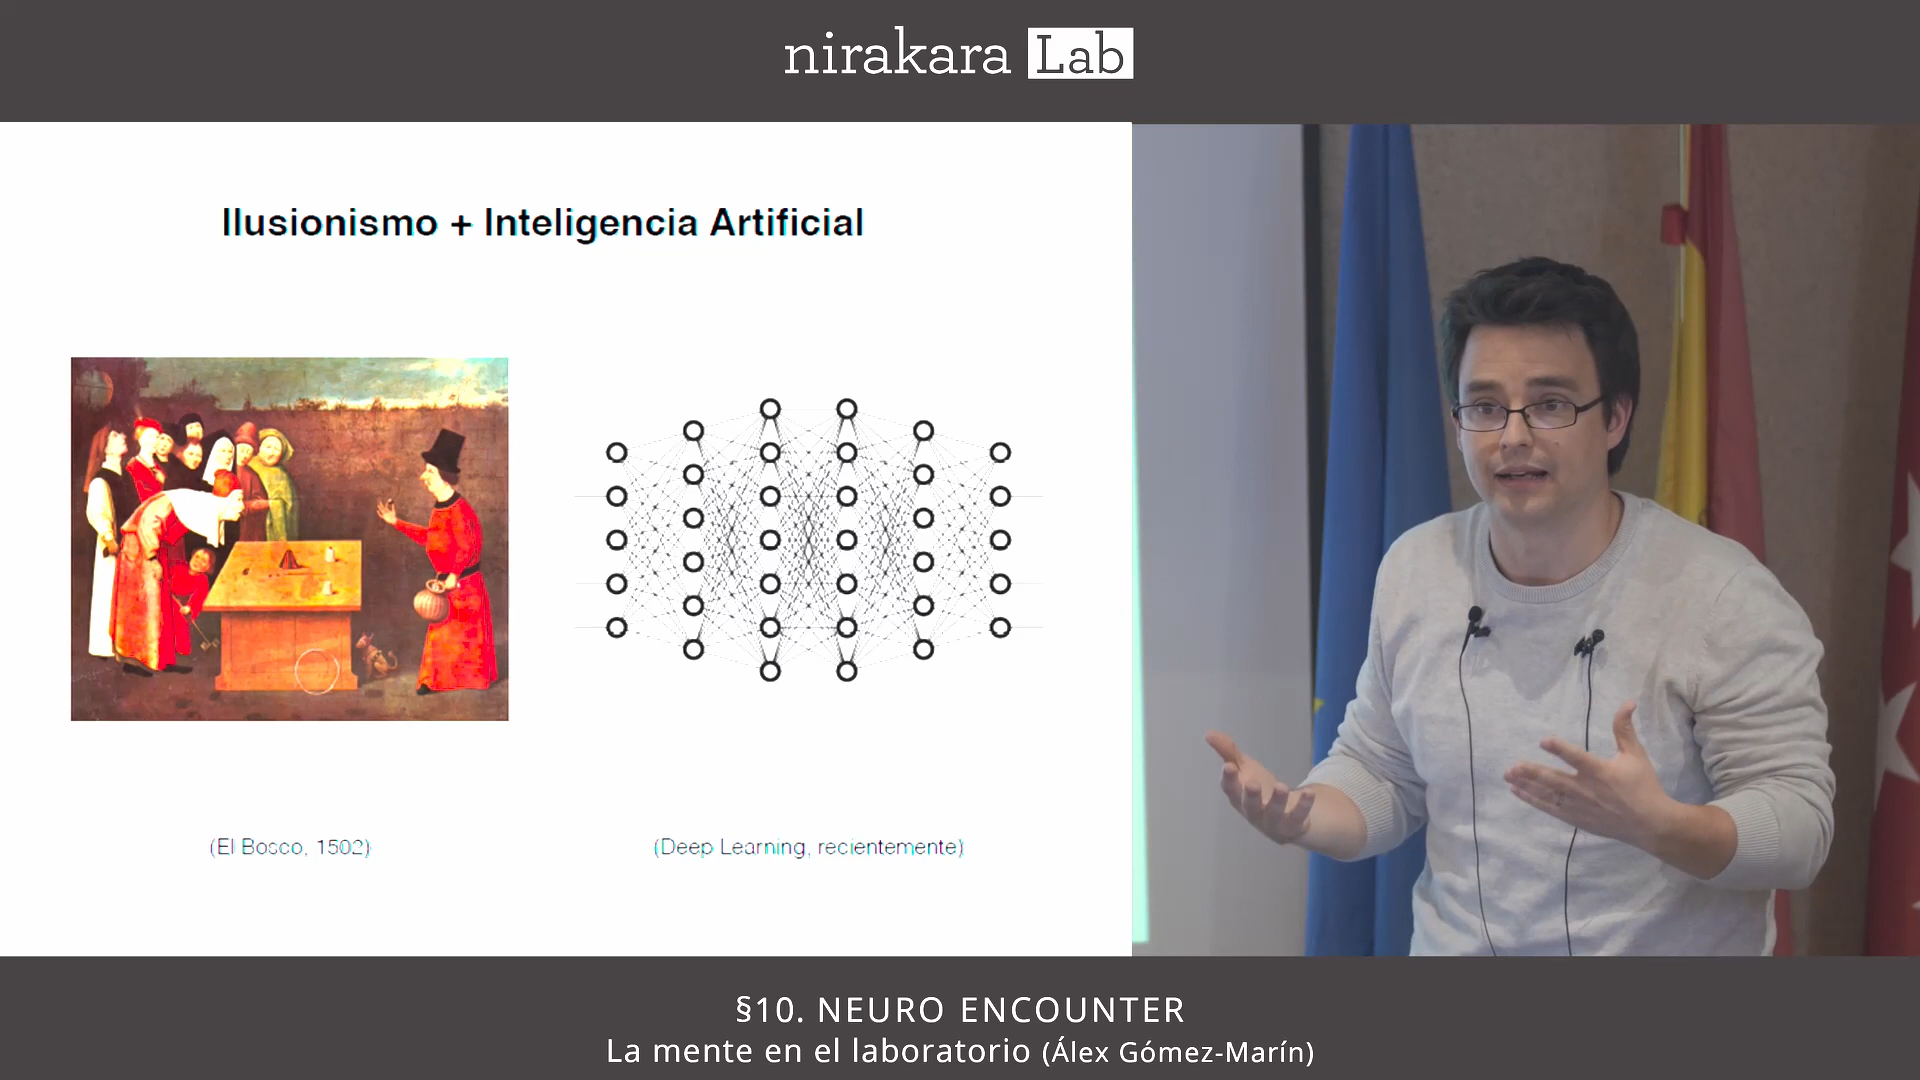 nirakara Lab
Ilusionismo + Inteligencia Artificial
(El Bosco, 1502)
(Deep Learning, recientemente)
§10. NEURO ENCOUNTER
La mente en el laboratorio (Álex Gómez-Marín)